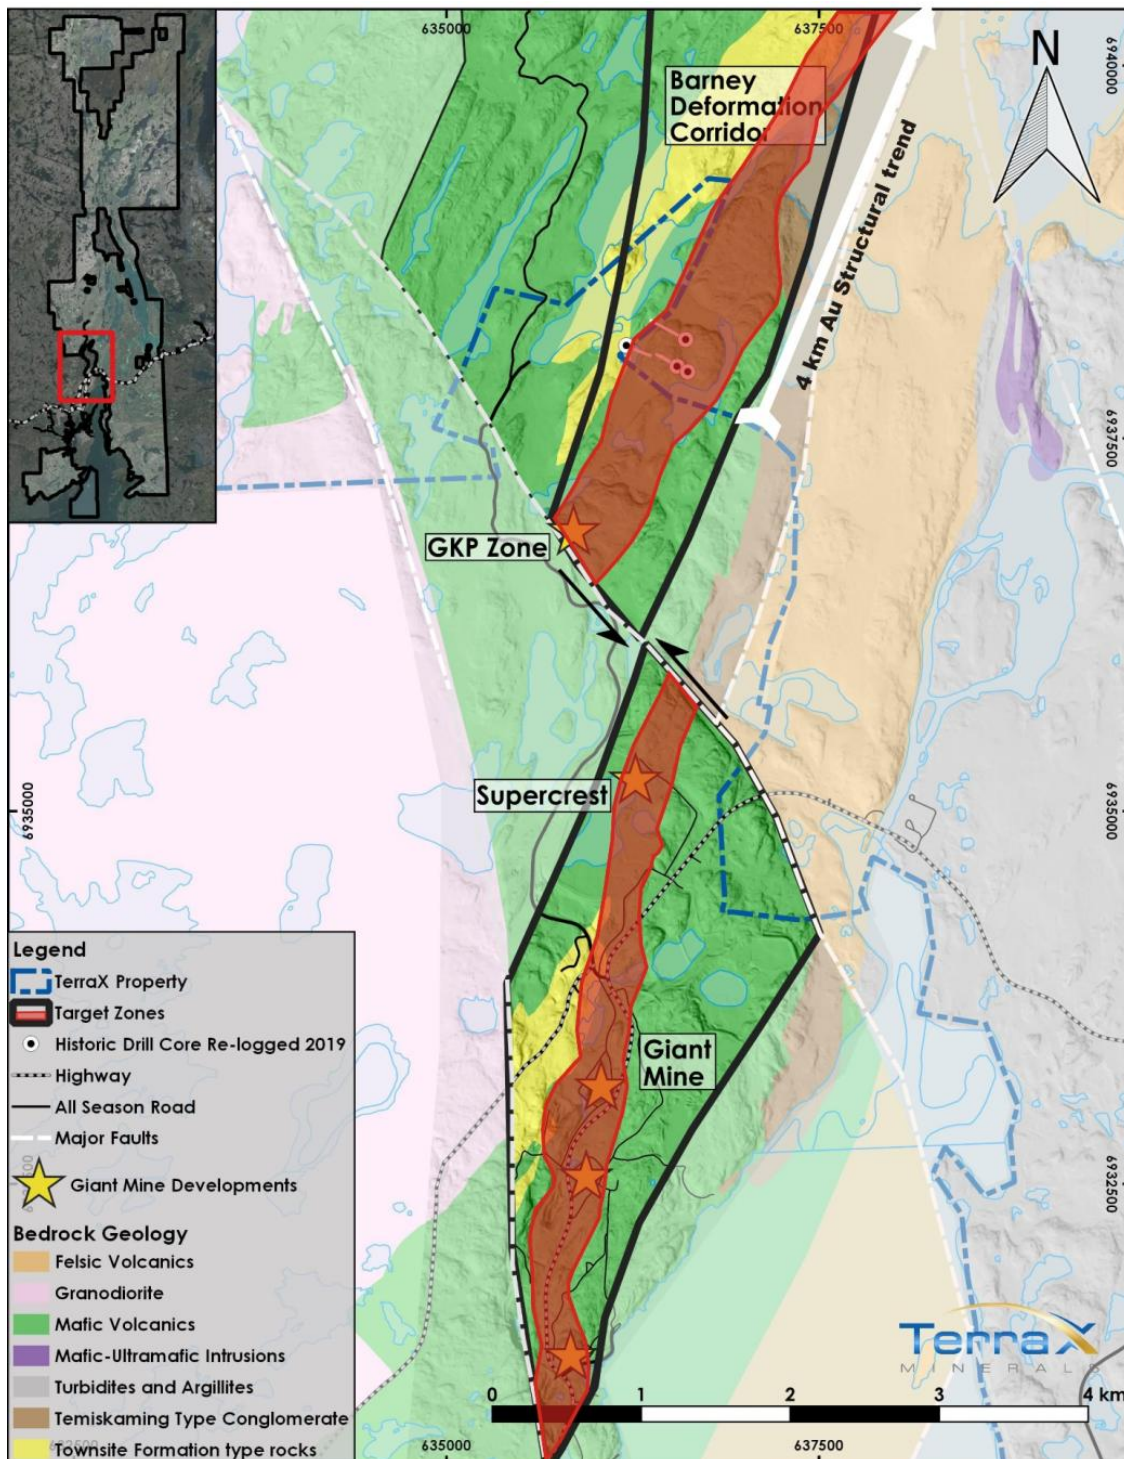 635000
637500
N
6940000
Barney
Deformation
Corridor
4 km Au Structural trend
6937500
GKP Zone
Supercrest
6935000
6935000
Giant
Mine
6932500
Legend
TerraX Property
Target Zones
Historic Drill Core Re-logged 2019
Highway
All Season Road
Major Faults
Giant Mine Developments
Bedrock Geology
Felsic Volcanics
Granodiorite
Mafic Volcanics
Mafic-Ultramafic Intrusions
Turbidites and Argillites
Temiskaming Type Conglomerate
Townsite Formation type rocks
TerraX
MINERALS
0 1 2 3 4 km
635000
637500